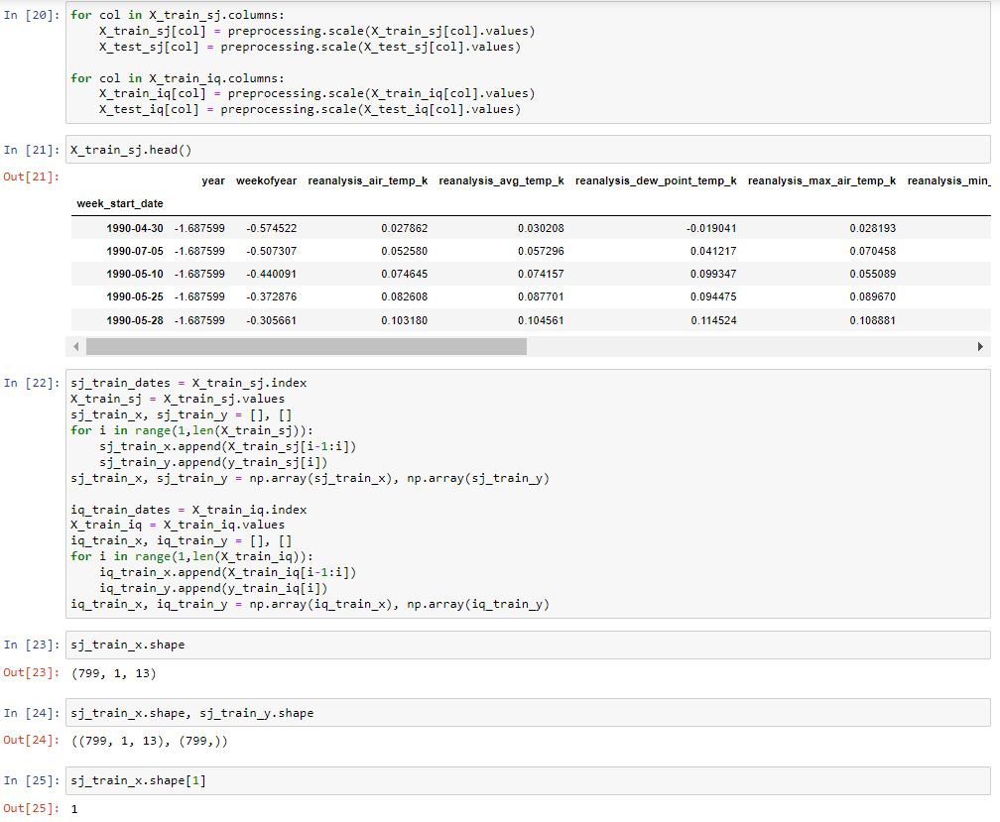 In [20]: for col in X_train_sj.columns:
    X_train_sj[col] = preprocessing.scale(X_train_sj[col].values)
    X_test_sj[col] = preprocessing.scale(X_test_sj[col].values)
for col in X_train_iq.columns:
    X_train_iq[col] = preprocessing.scale(X_train_iq[col].values)
    X_test_iq[col] = preprocessing.scale(X_test_iq[col].values)
In [21]: X_train_sj.head()
Out[21]:
year weekofyear reanalysis_air_temp_k reanalysis_avg_temp_k reanalysis_dew_point_temp_k reanalysis_max_air_temp_k reanalysis_min_
week_start_date
1990-04-30 -1.687599 -0.574522 0.027862 0.030208 -0.019041 0.028193
1990-07-05 -1.687599 -0.507307 0.052580 0.057296 0.041217 0.070458
1990-05-10 -1.687599 -0.440091 0.074645 0.074157 0.099347 0.055089
1990-05-25 -1.687599 -0.372876 0.082608 0.087701 0.094475 0.089670
1990-05-28 -1.687599 -0.305661 0.103180 0.104561 0.114524 0.108881
In [22]: sj_train_dates = X_train_sj.index
X_train_sj = X_train_sj.values
sj_train_x, sj_train_y = [], []
for i in range(1,len(X_train_sj)):
    sj_train_x.append(X_train_sj[i-1:i])
    sj_train_y.append(y_train_sj[i])
sj_train_x, sj_train_y = np.array(sj_train_x), np.array(sj_train_y)
iq_train_dates = X_train_iq.index
X_train_iq = X_train_iq.values
iq_train_x, iq_train_y = [], []
for i in range(1,len(X_train_iq)):
    iq_train_x.append(X_train_iq[i-1:i])
    iq_train_y.append(y_train_iq[i])
iq_train_x, iq_train_y = np.array(iq_train_x), np.array(iq_train_y)
In [23]: sj_train_x.shape
Out[23]: (799, 1, 13)
In [24]: sj_train_x.shape, sj_train_y.shape
Out[24]: ((799, 1, 13), (799,))
In [25]: sj_train_x.shape[1]
Out[25]: 1